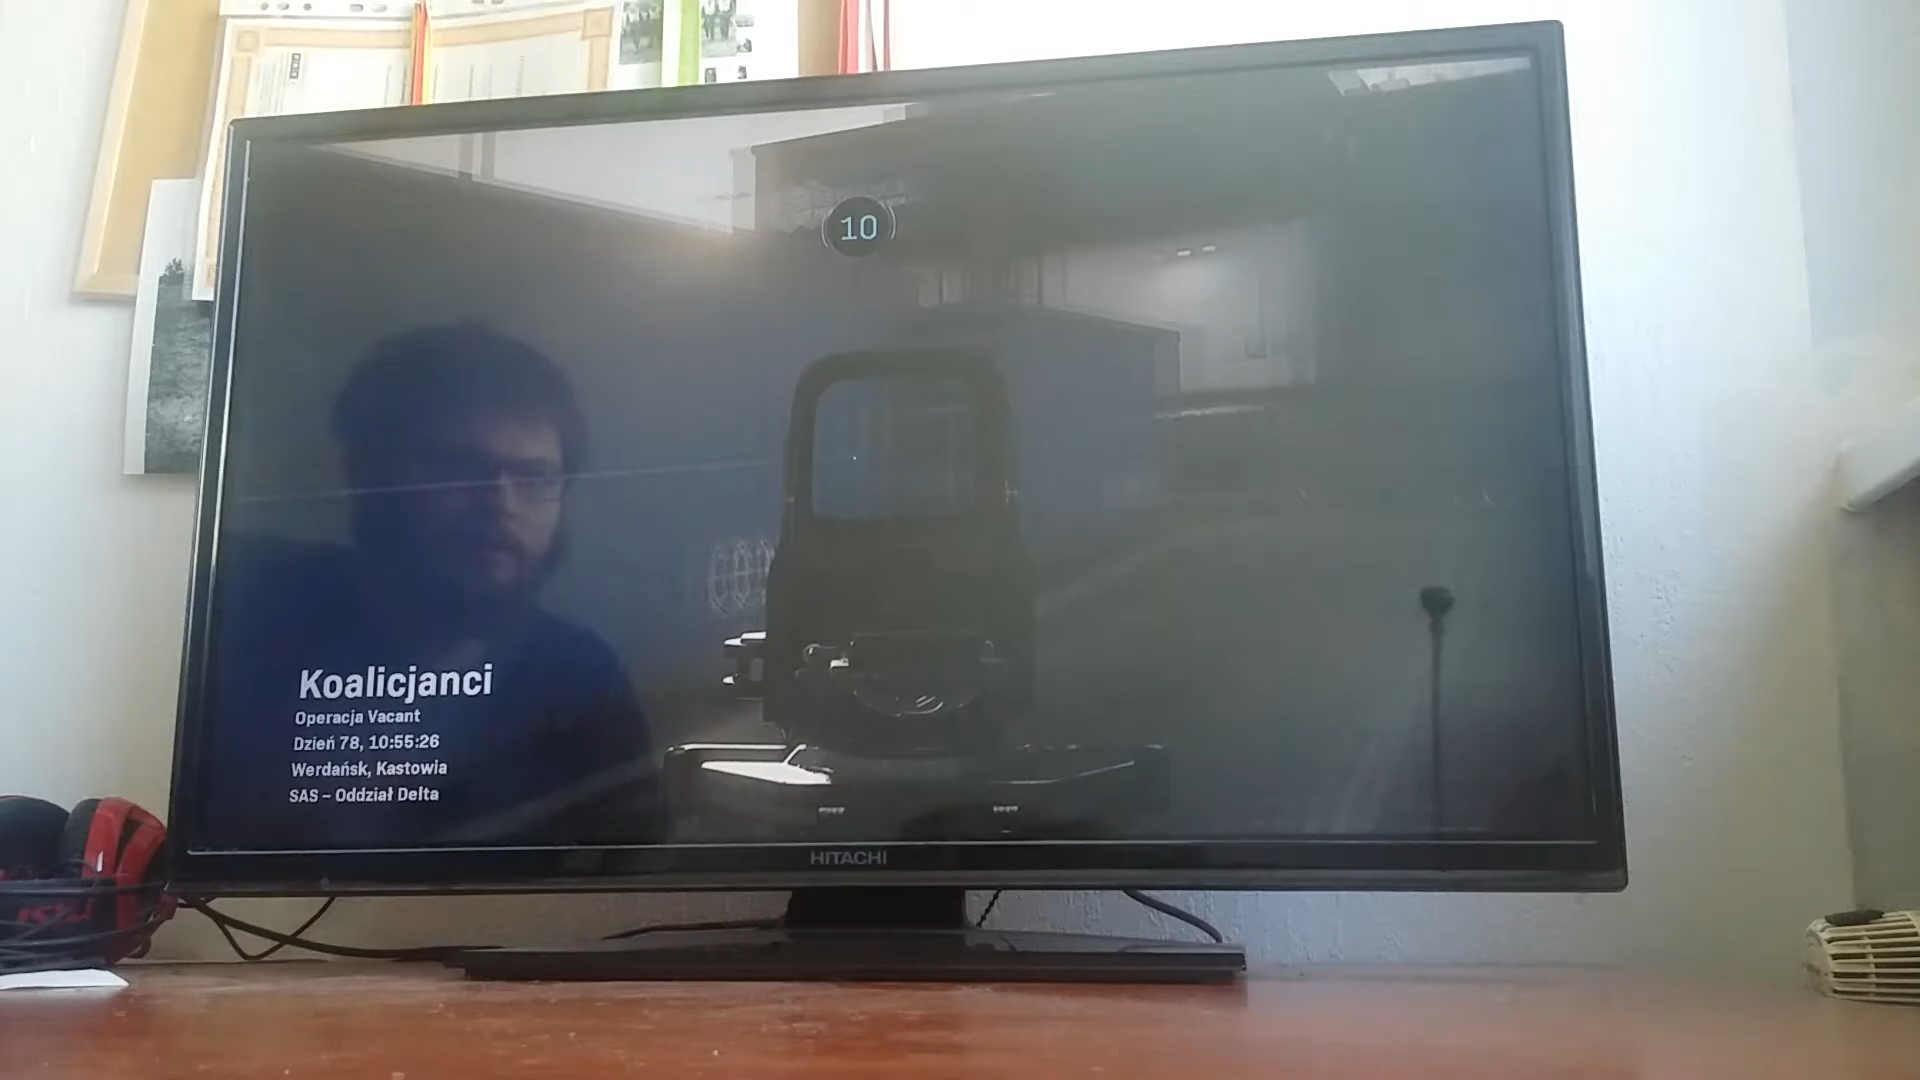 10
Koalicjanci
Operacja Vacant
Dzień 78, 10:55:26
Werdańsk, Kastowia
SAS – Oddział Delta
HITACHI